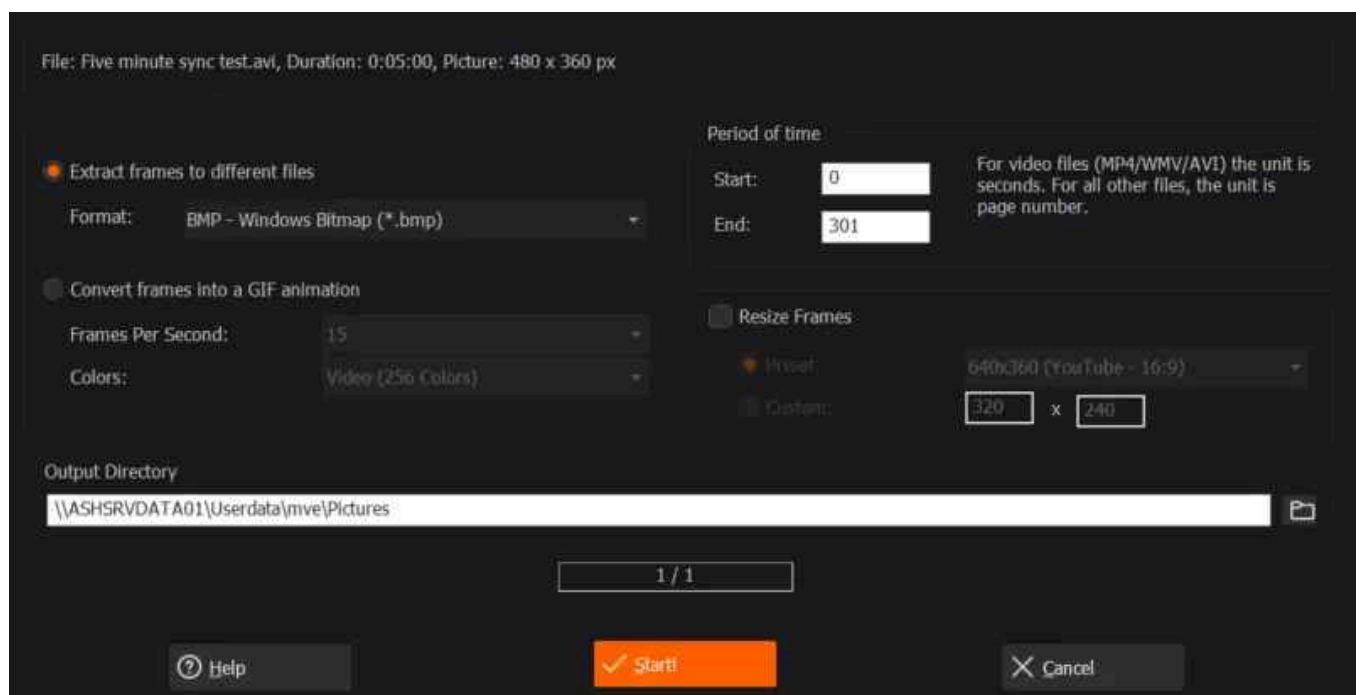 File: Five minute sync test.avi, Duration: 0:05:00, Picture: 480 x 360 px
Extract frames to different files
Format: BMP - Windows Bitmap (*.bmp)
Convert frames into a GIF animation
Frames Per Second: 15
Colors: Video (256 Colors)
Period of time
Start: 0
End: 301
For video files (MP4/WMV/AVI) the unit is
seconds. For all other files, the unit is
page number.
Resize Frames
Preset: 640x360 (YouTube - 16:9)
Custom: 320 x 240
Output Directory
\\ASHSRVDATA01\Userdata\mve\Pictures
1 / 1
Help
Start!
Cancel